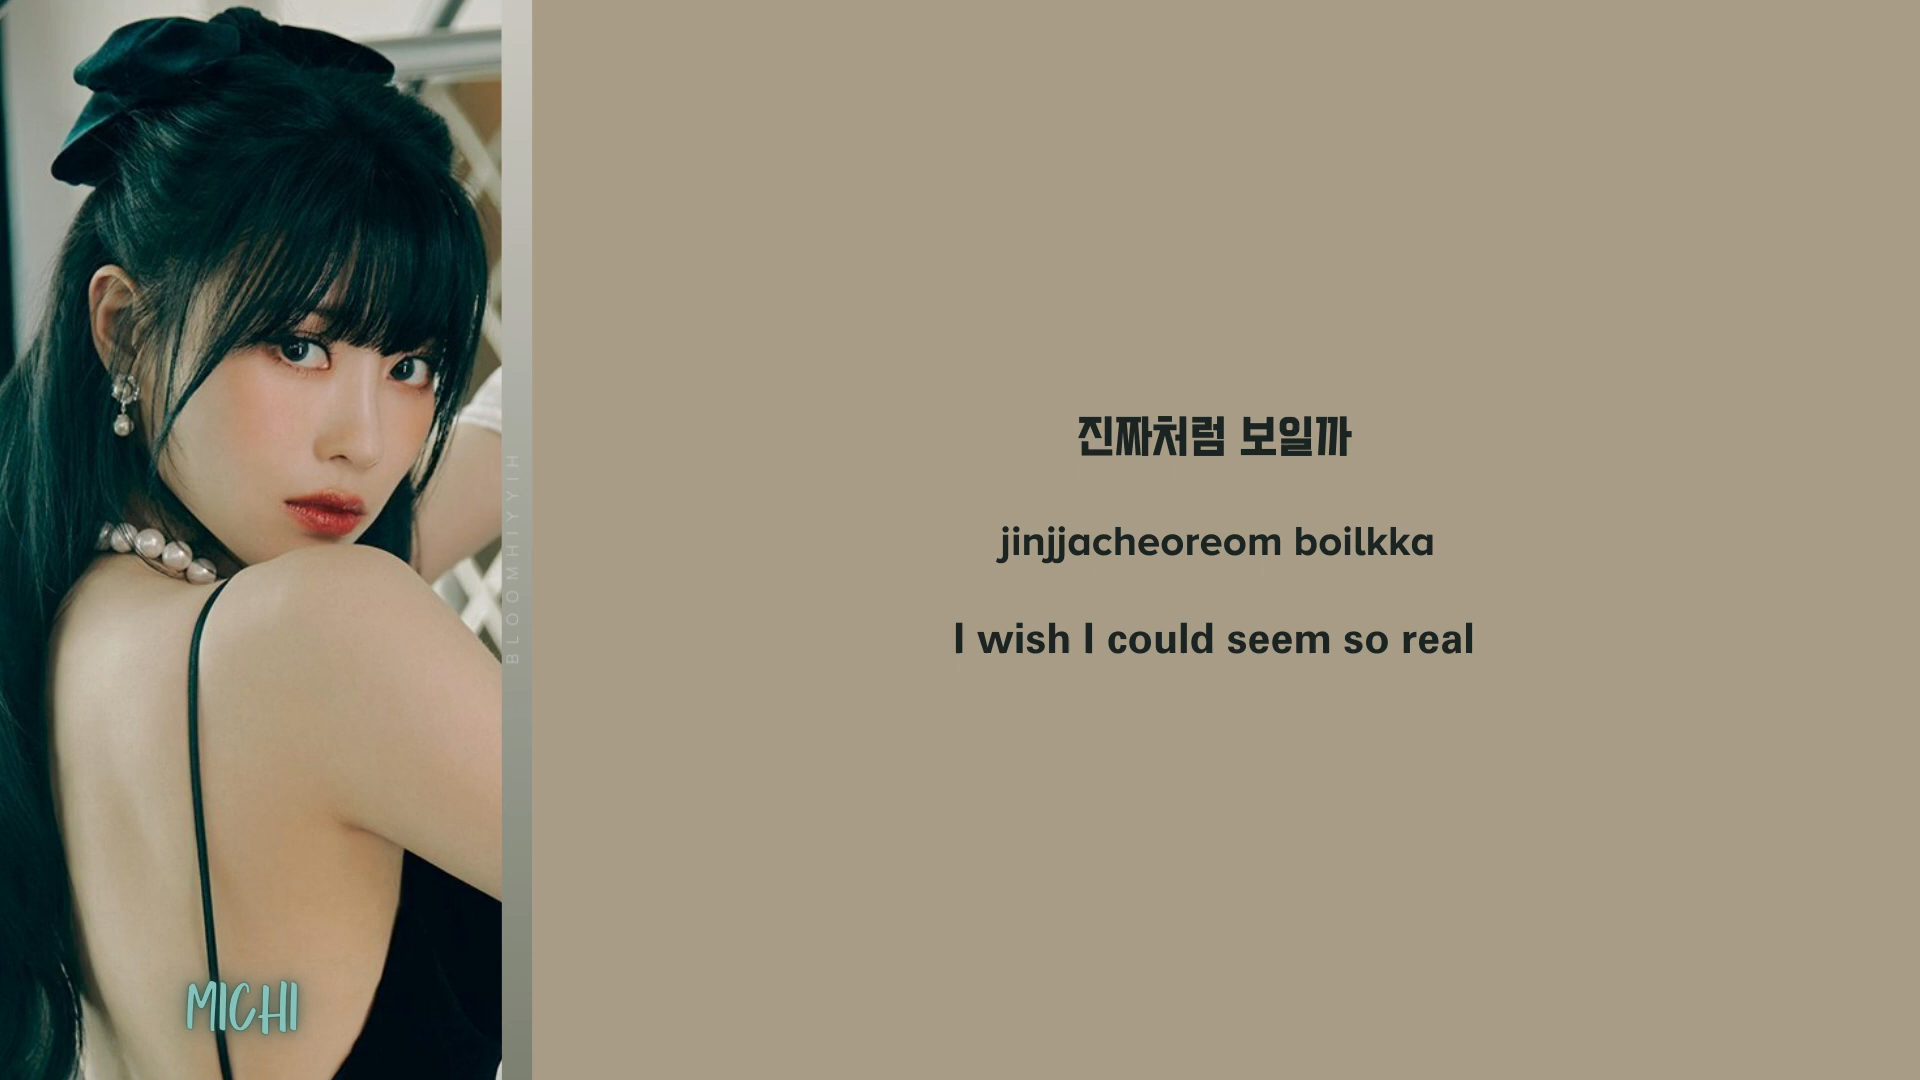 진짜처럼 보일까
jinjjacheoreom boilkka
I wish I could seem so real
BLOOMHIYYIH
MICHI